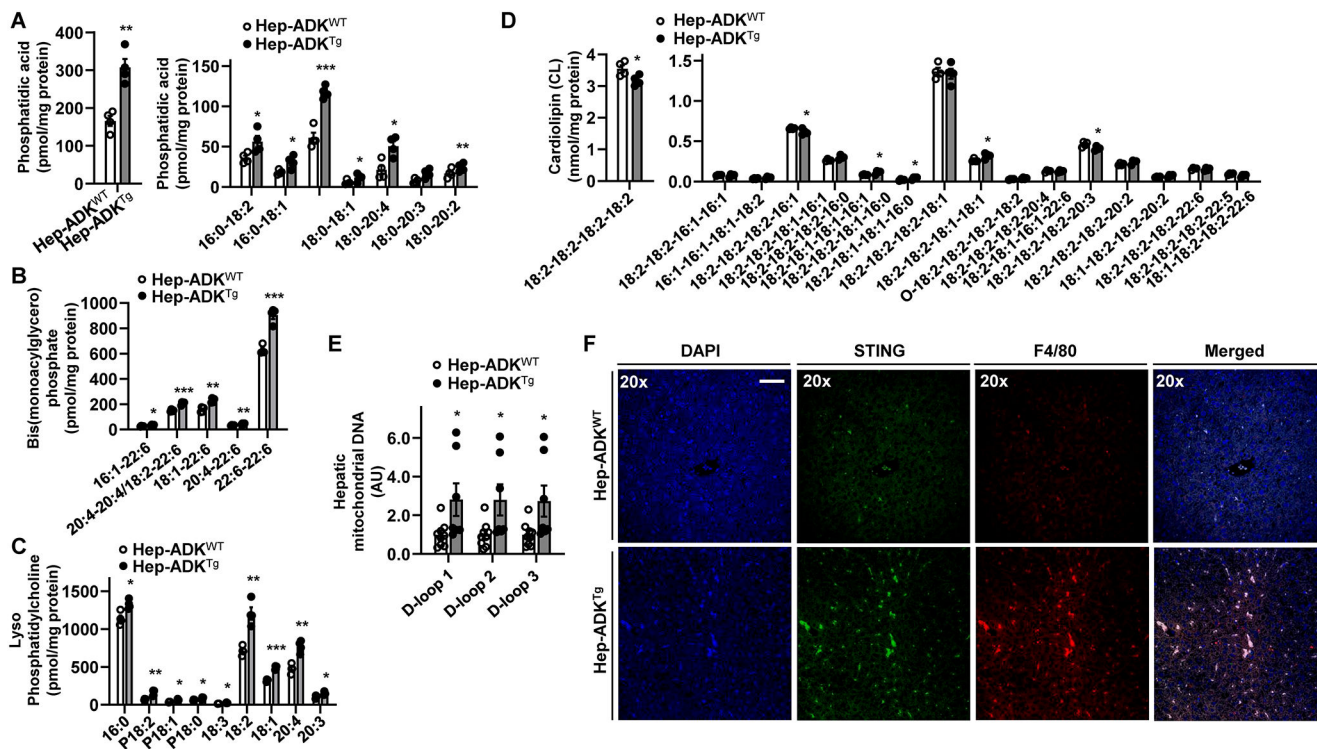 A
Hep-ADKWT
Hep-ADKTg
Phosphatidic acid
(pmol/mg protein)
400
300
200
100
0
**
Hep-ADKWT
Hep-ADKTg
Phosphatidic acid
(pmol/mg protein)
150
100
50
0
*
*
***
*
*
**
16:0-18:2
16:0-18:1
18:0-18:1
18:0-20:4
18:0-20:3
18:0-20:2
B
Hep-ADKWT
Hep-ADKTg
Bis(monoacylglycero)
phosphate
(pmol/mg protein)
1000
800
600
400
200
0
*
***
**
**
***
16:1-22:6
20:4-20:4/18:2-22:6
18:1-22:6
20:4-22:6
22:6-22:6
C
Hep-ADKWT
Hep-ADKTg
Lyso
Phosphatidylcholine
(pmol/mg protein)
1500
1000
500
0
*
**
*
*
*
**
***
**
*
16:0
P18:2
P18:1
P18:0
18:3
18:2
18:1
20:4
20:3
D
Hep-ADKWT
Hep-ADKTg
Cardiolipin (CL)
(nmol/mg protein)
4
3
2
1
0
*
18:2-18:2-18:2-18:2
1.5
1.0
0.5
0.0
*
*
*
*
*
18:2-18:2-16:1-16:1
16:1-16:1-18:1-18:2
18:2-18:2-18:2-16:1
18:2-18:2-18:1-16:1
18:2-18:2-18:2-16:0
18:2-18:1-18:1-16:1
18:2-18:2-18:1-16:0
18:2-18:1-18:1-16:0
18:2-18:2-18:2-18:1
18:2-18:2-18:1-18:1
O-18:2-18:2-18:2-18:2
18:2-18:2-18:2-20:4
18:2-18:1-16:1-22:6
18:2-18:2-18:2-20:3
18:2-18:2-18:2-20:2
18:1-18:2-18:2-20:2
18:2-18:2-18:2-22:6
18:2-18:2-18:2-22:5
18:1-18:2-18:2-22:6
E
Hep-ADKWT
Hep-ADKTg
Hepatic
mitochondrial DNA
(AU)
6.0
4.0
2.0
0.0
*
*
*
D-loop 1
D-loop 2
D-loop 3
F
DAPI
STING
F4/80
Merged
Hep-ADKWT
20x
20x
20x
20x
Hep-ADKTg